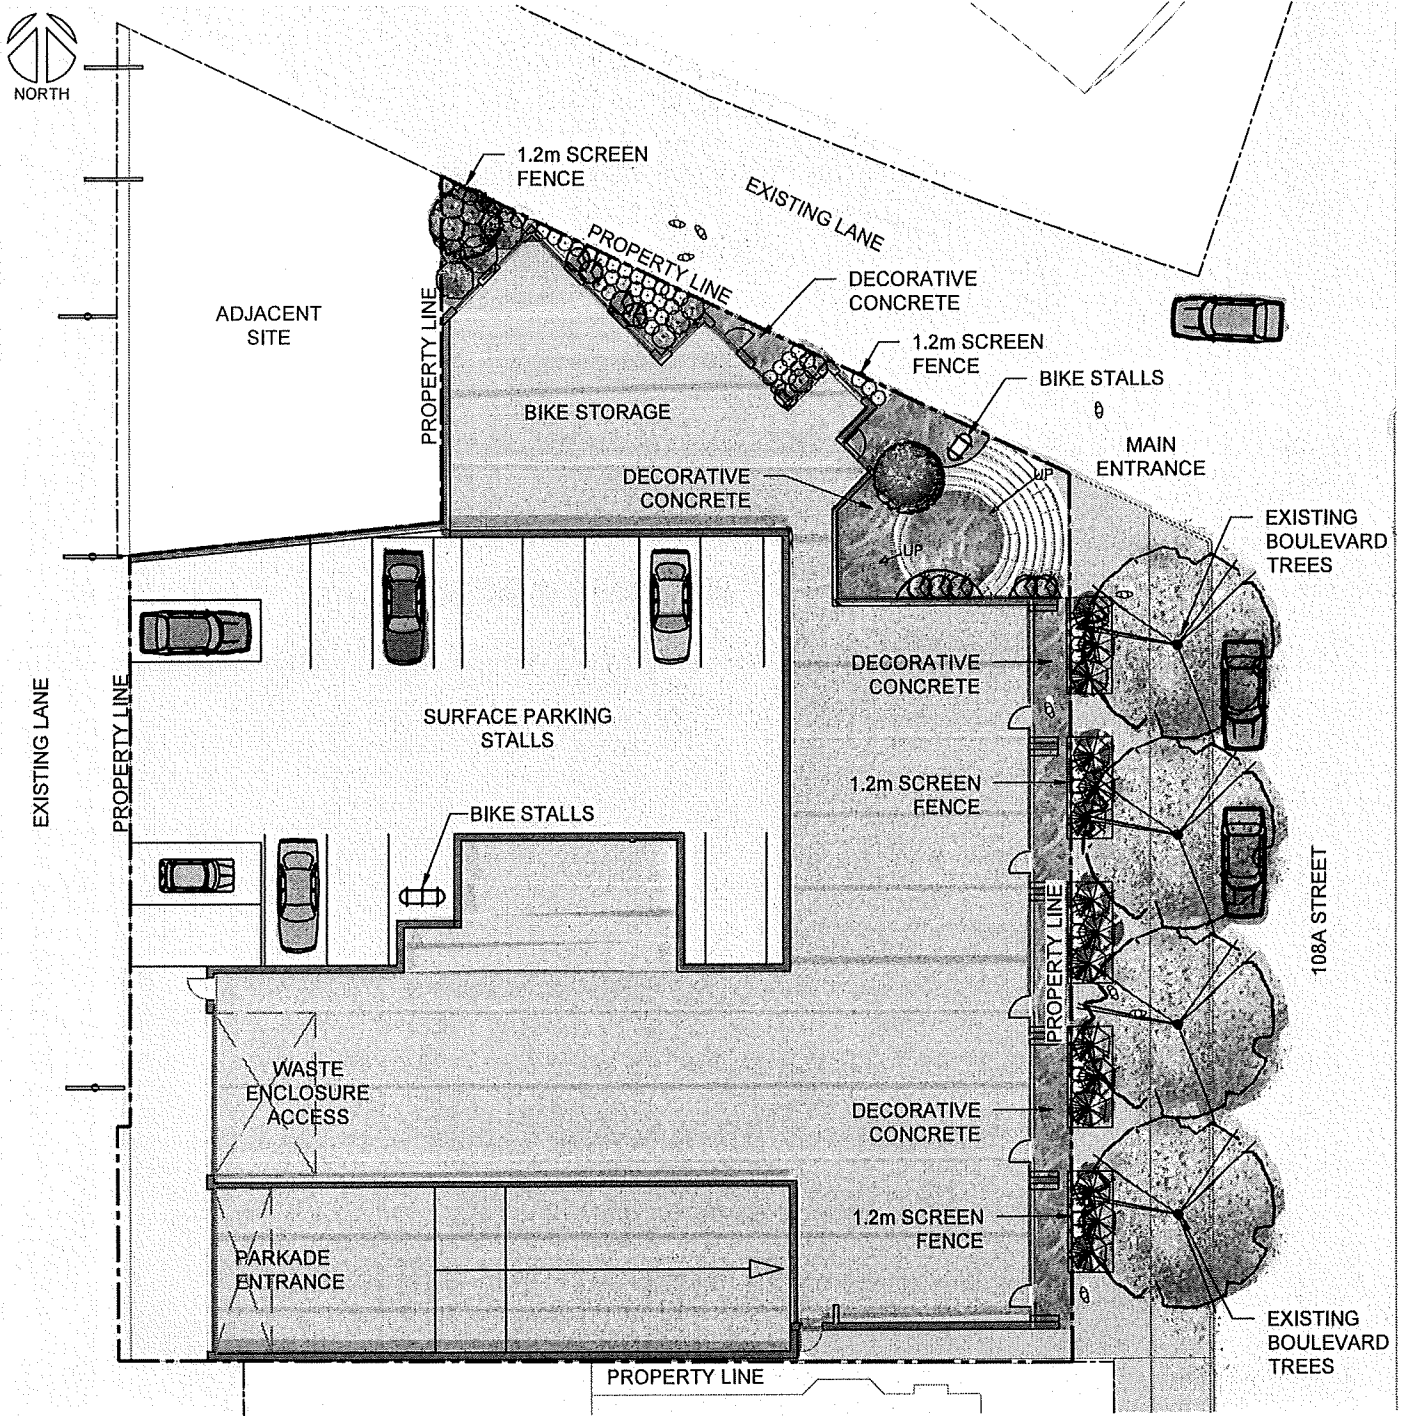 NORTH
1.2m SCREEN
FENCE
EXISTING LANE
PROPERTY LINE
DECORATIVE
CONCRETE
ADJACENT
SITE
PROPERTY LINE
1.2m SCREEN
FENCE
BIKE STALLS
BIKE STORAGE
MAIN
ENTRANCE
DECORATIVE
CONCRETE
UP
UP
EXISTING
BOULEVARD
TREES
DECORATIVE
CONCRETE
EXISTING LANE
PROPERTY LINE
SURFACE PARKING
STALLS
1.2m SCREEN
FENCE
BIKE STALLS
PROPERTY LINE
108A STREET
WASTE
ENCLOSURE
ACCESS
DECORATIVE
CONCRETE
1.2m SCREEN
FENCE
PARKADE
ENTRANCE
EXISTING
BOULEVARD
TREES
PROPERTY LINE